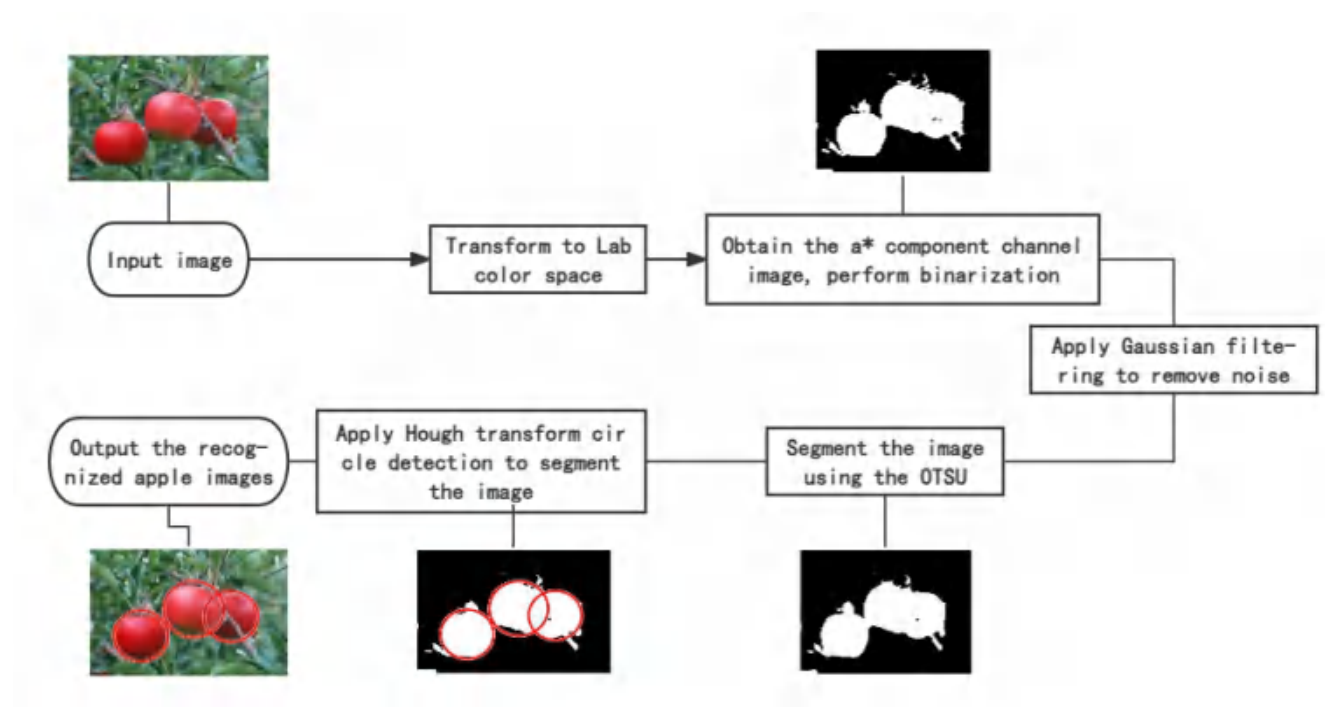 Input image
Transform to Lab
color space
Obtain the a* component channel
image, perform binarization
Apply Gaussian filte-
ring to remove noise
Segment the image
using the OTSU
Apply Hough transform cir
cle detection to segment
the image
Output the recog-
nized apple images